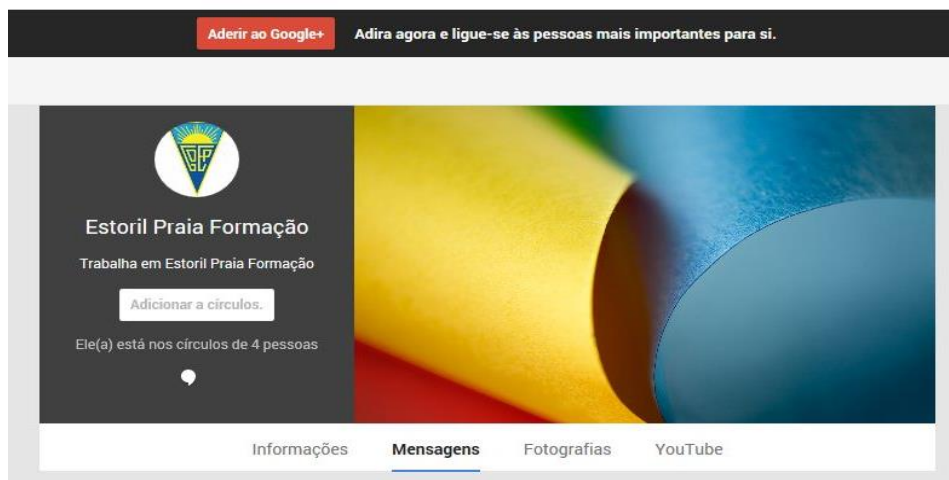 Aderir ao Google+ Adira agora e ligue-se às pessoas mais importantes para si.
GDEP
Estoril Praia Formação
Trabalha em Estoril Praia Formação
Adicionar a círculos.
Ele(a) está nos círculos de 4 pessoas
Informações Mensagens Fotografias YouTube